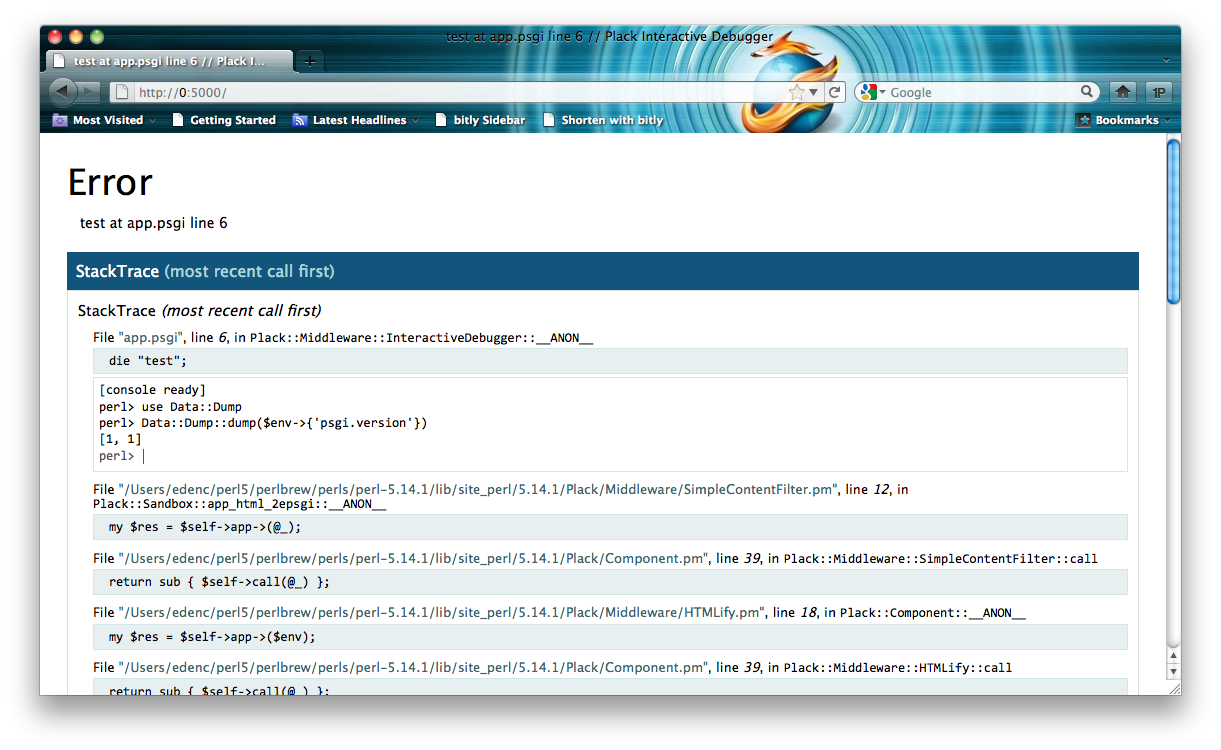 test at app.psgi line 6 // Plack Interactive Debugger
test at app.psgi line 6 // Plack I...
http://0:5000/
Google
1P
Most Visited
Getting Started
Latest Headlines
bitly Sidebar
Shorten with bitly
Bookmarks
Error
test at app.psgi line 6
StackTrace (most recent call first)
StackTrace (most recent call first)
File "app.psgi", line 6, in Plack::Middleware::InteractiveDebugger::__ANON__
die "test";
[console ready]
perl> use Data::Dump
perl> Data::Dump::dump($env->{'psgi.version'})
[1, 1]
perl>
File "/Users/edenc/perl5/perlbrew/perls/perl-5.14.1/lib/site_perl/5.14.1/Plack/Middleware/SimpleContentFilter.pm", line 12, in
Plack::Sandbox::app_html_2epsgi::__ANON__
my $res = $self->app->(@_);
File "/Users/edenc/perl5/perlbrew/perls/perl-5.14.1/lib/site_perl/5.14.1/Plack/Component.pm", line 39, in Plack::Middleware::SimpleContentFilter::call
return sub { $self->call(@_) };
File "/Users/edenc/perl5/perlbrew/perls/perl-5.14.1/lib/site_perl/5.14.1/Plack/Middleware/HTMLify.pm", line 18, in Plack::Component::__ANON__
my $res = $self->app->($env);
File "/Users/edenc/perl5/perlbrew/perls/perl-5.14.1/lib/site_perl/5.14.1/Plack/Component.pm", line 39, in Plack::Middleware::HTMLify::call
return sub { $self->call(@_) };